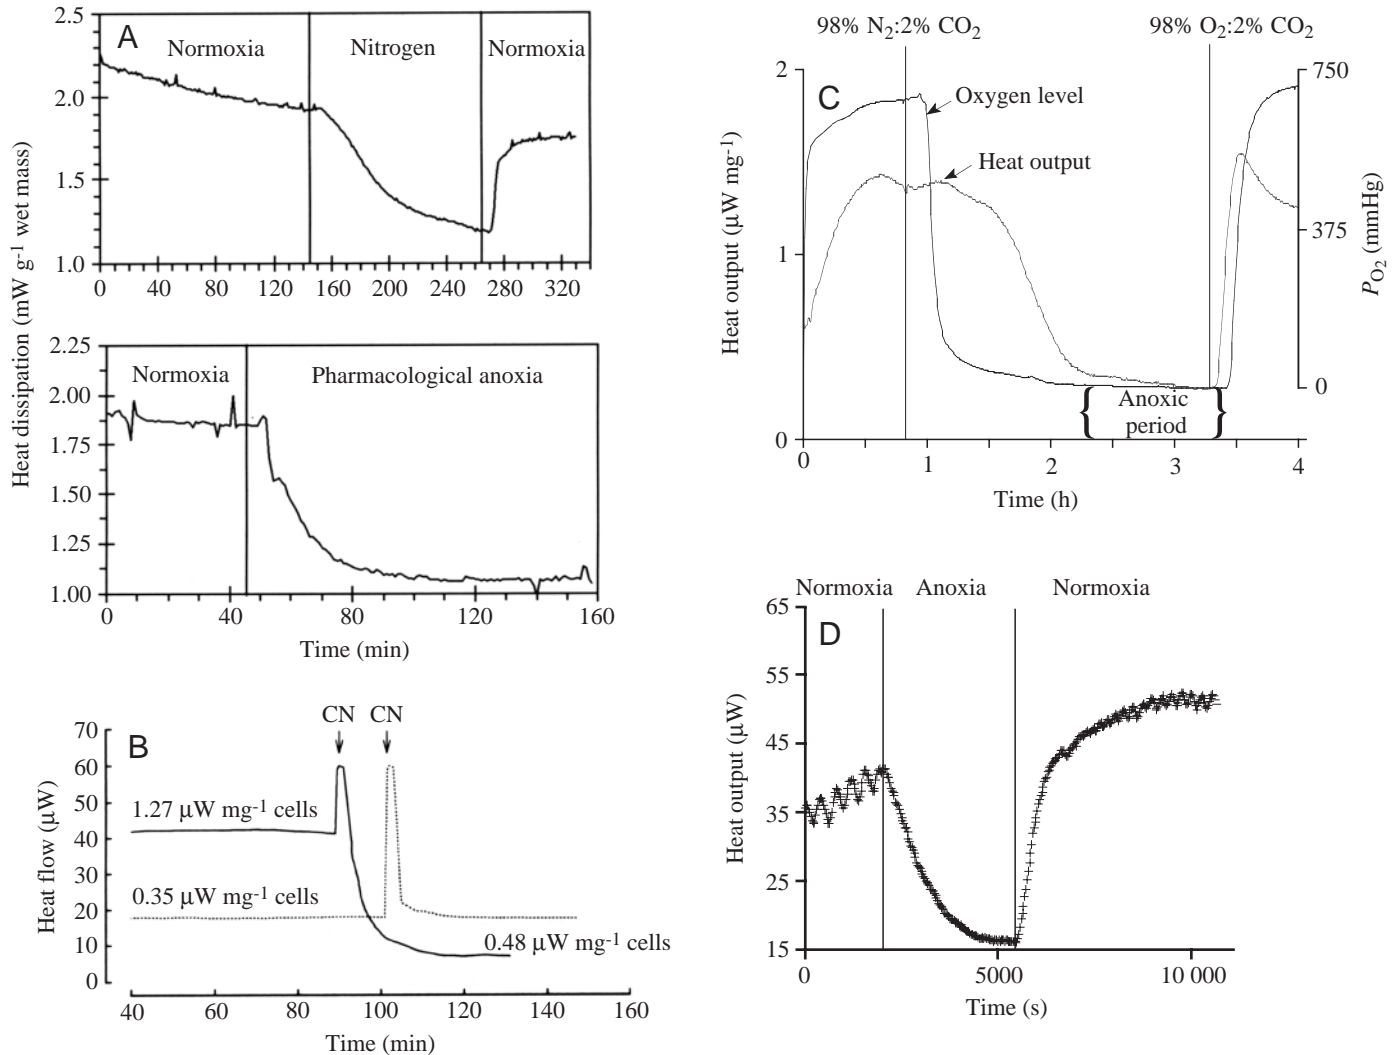 A
Normoxia
Nitrogen
Normoxia
2.5
2.0
1.5
1.0
0
40
80
120
160
200
240
280
320
Heat dissipation (mW g-1 wet mass)
2.25
2.00
1.75
1.50
1.25
1.00
Normoxia
Pharmacological anoxia
0
40
80
120
160
Time (min)
B
CN
CN
70
60
50
40
30
20
10
0
Heat flow (µW)
1.27 µW mg-1 cells
0.35 µW mg-1 cells
0.48 µW mg-1 cells
40
60
80
100
120
140
160
Time (min)
98% N2:2% CO2
98% O2:2% CO2
C
2
1
0
Heat output (µW mg-1)
Oxygen level
Heat output
Anoxic
period
750
375
0
PO2 (mmHg)
0
1
2
3
4
Time (h)
Normoxia
Anoxia
Normoxia
D
65
55
45
35
25
15
Heat output (µW)
0
5000
10 000
Time (s)